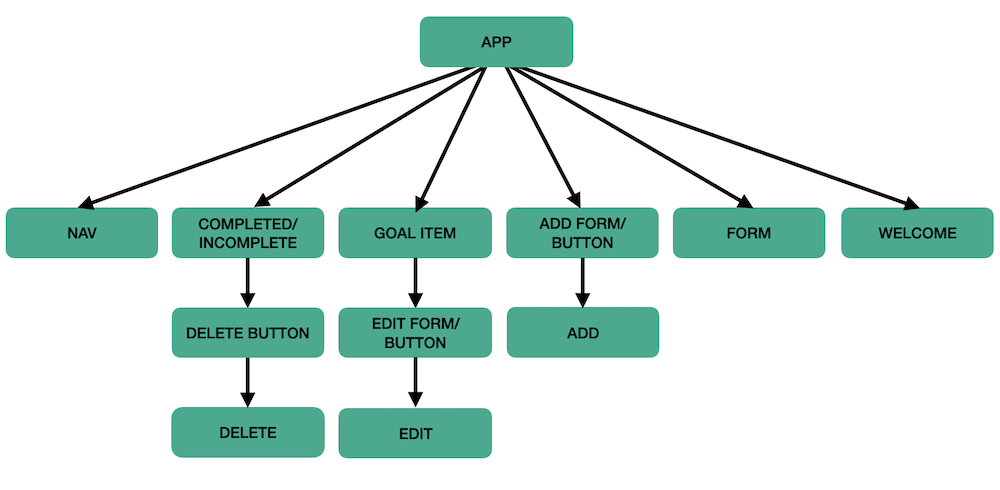 APP
NAV
COMPLETED/
INCOMPLETE
GOAL ITEM
ADD FORM/
BUTTON
FORM
WELCOME
DELETE BUTTON
EDIT FORM/
BUTTON
ADD
DELETE
EDIT